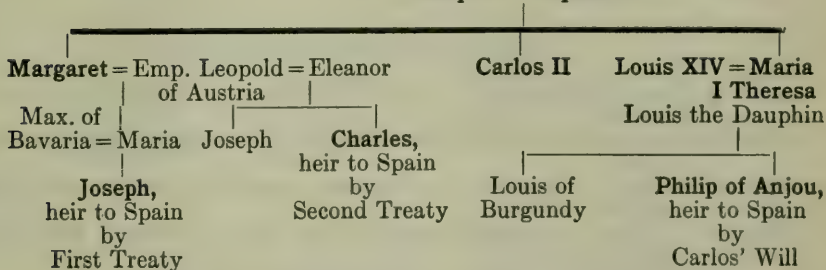 Margaret = Emp. Leopold = Eleanor Carlos II Louis XIV = Maria
of Austria I Theresa
Max. of Louis the Dauphin
Bavaria = Maria Joseph Charles,
heir to Spain
Joseph, by Louis of Philip of Anjou,
heir to Spain Second Treaty Burgundy heir to Spain
by by
First Treaty Carlos' Will